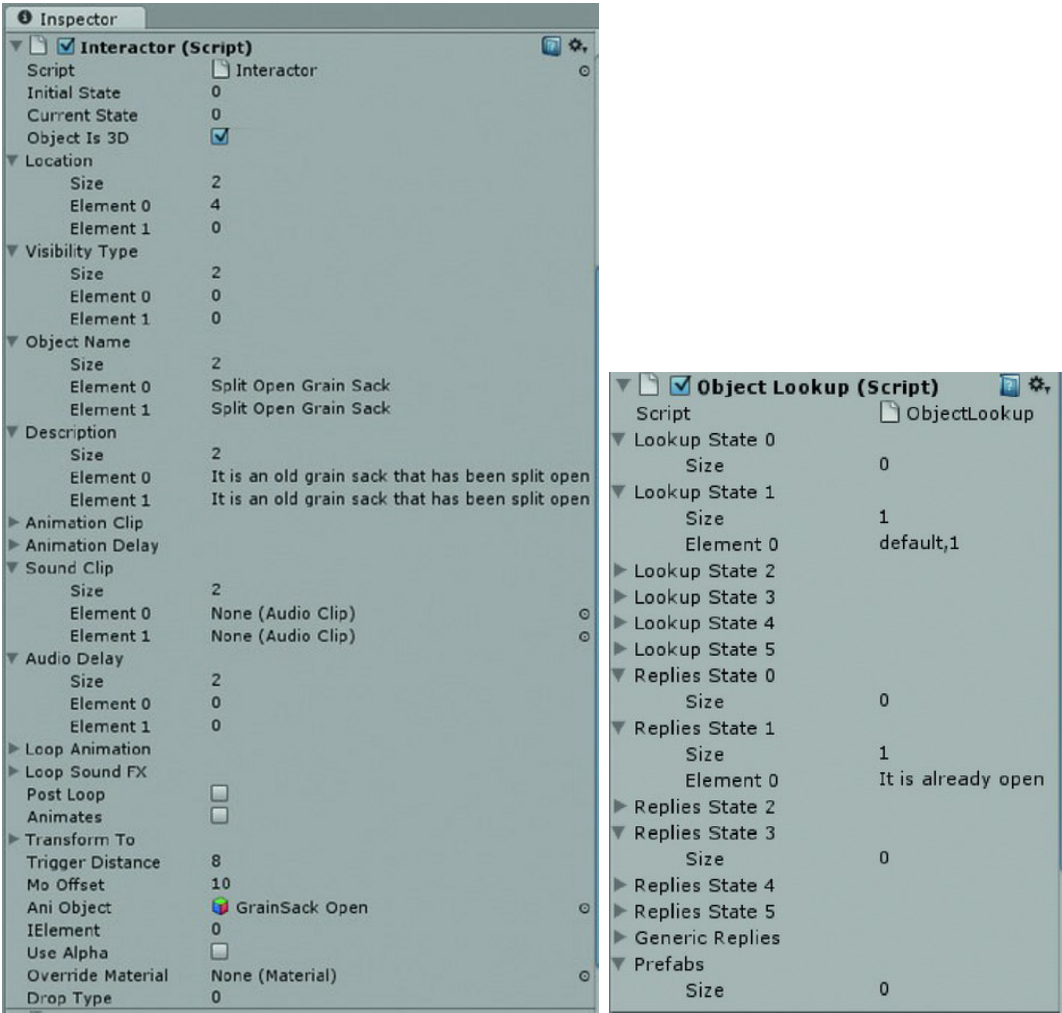 Inspector
Interactor (Script)
Script Interactor
Initial State 0
Current State 0
Object Is 3D
Location
Size 2
Element 0 4
Element 1 0
Visibility Type
Size 2
Element 0 0
Element 1 0
Object Name
Size 2
Element 0 Split Open Grain Sack
Element 1 Split Open Grain Sack
Description
Size 2
Element 0 It is an old grain sack that has been split open
Element 1 It is an old grain sack that has been split open
Animation Clip
Animation Delay
Sound Clip
Size 2
Element 0 None (Audio Clip)
Element 1 None (Audio Clip)
Audio Delay
Size 2
Element 0 0
Element 1 0
Loop Animation
Loop Sound FX
Post Loop
Animates
Transform To
Trigger Distance 8
Mo Offset 10
Ani Object GrainSack Open
IElement 0
Use Alpha
Override Material None (Material)
Drop Type 0
Object Lookup (Script)
Script ObjectLookup
Lookup State 0
Size 0
Lookup State 1
Size 1
Element 0 default,1
Lookup State 2
Lookup State 3
Lookup State 4
Lookup State 5
Replies State 0
Size 0
Replies State 1
Size 1
Element 0 It is already open
Replies State 2
Replies State 3
Size 0
Replies State 4
Replies State 5
Generic Replies
Prefabs
Size 0